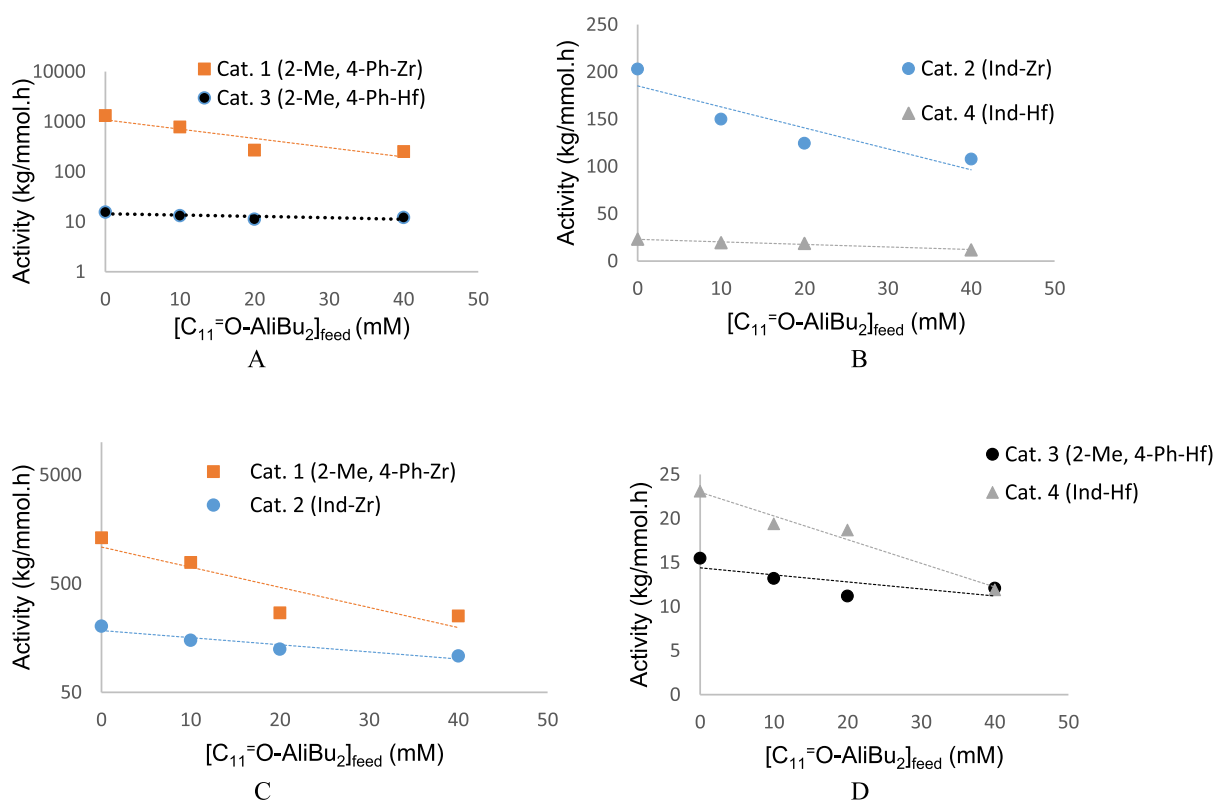 Cat. 1 (2-Me, 4-Ph-Zr)
Cat. 3 (2-Me, 4-Ph-Hf)
Activity (kg/mmol.h)
10000
1000
100
10
1
0 10 20 30 40 50
[C₁₁⁼O-AliBu₂]feed (mM)
A
Cat. 2 (Ind-Zr)
Cat. 4 (Ind-Hf)
Activity (kg/mmol.h)
250
200
150
100
50
0
0 10 20 30 40 50
[C₁₁⁼O-AliBu₂]feed (mM)
B
Cat. 1 (2-Me, 4-Ph-Zr)
Cat. 2 (Ind-Zr)
Activity (kg/mmol.h)
5000
500
50
0 10 20 30 40 50
[C₁₁⁼O-AliBu₂]feed (mM)
C
Cat. 3 (2-Me, 4-Ph-Hf)
Cat. 4 (Ind-Hf)
Activity (kg/mmol.h)
25
20
15
10
5
0
0 10 20 30 40 50
[C₁₁⁼O-AliBu₂]feed (mM)
D